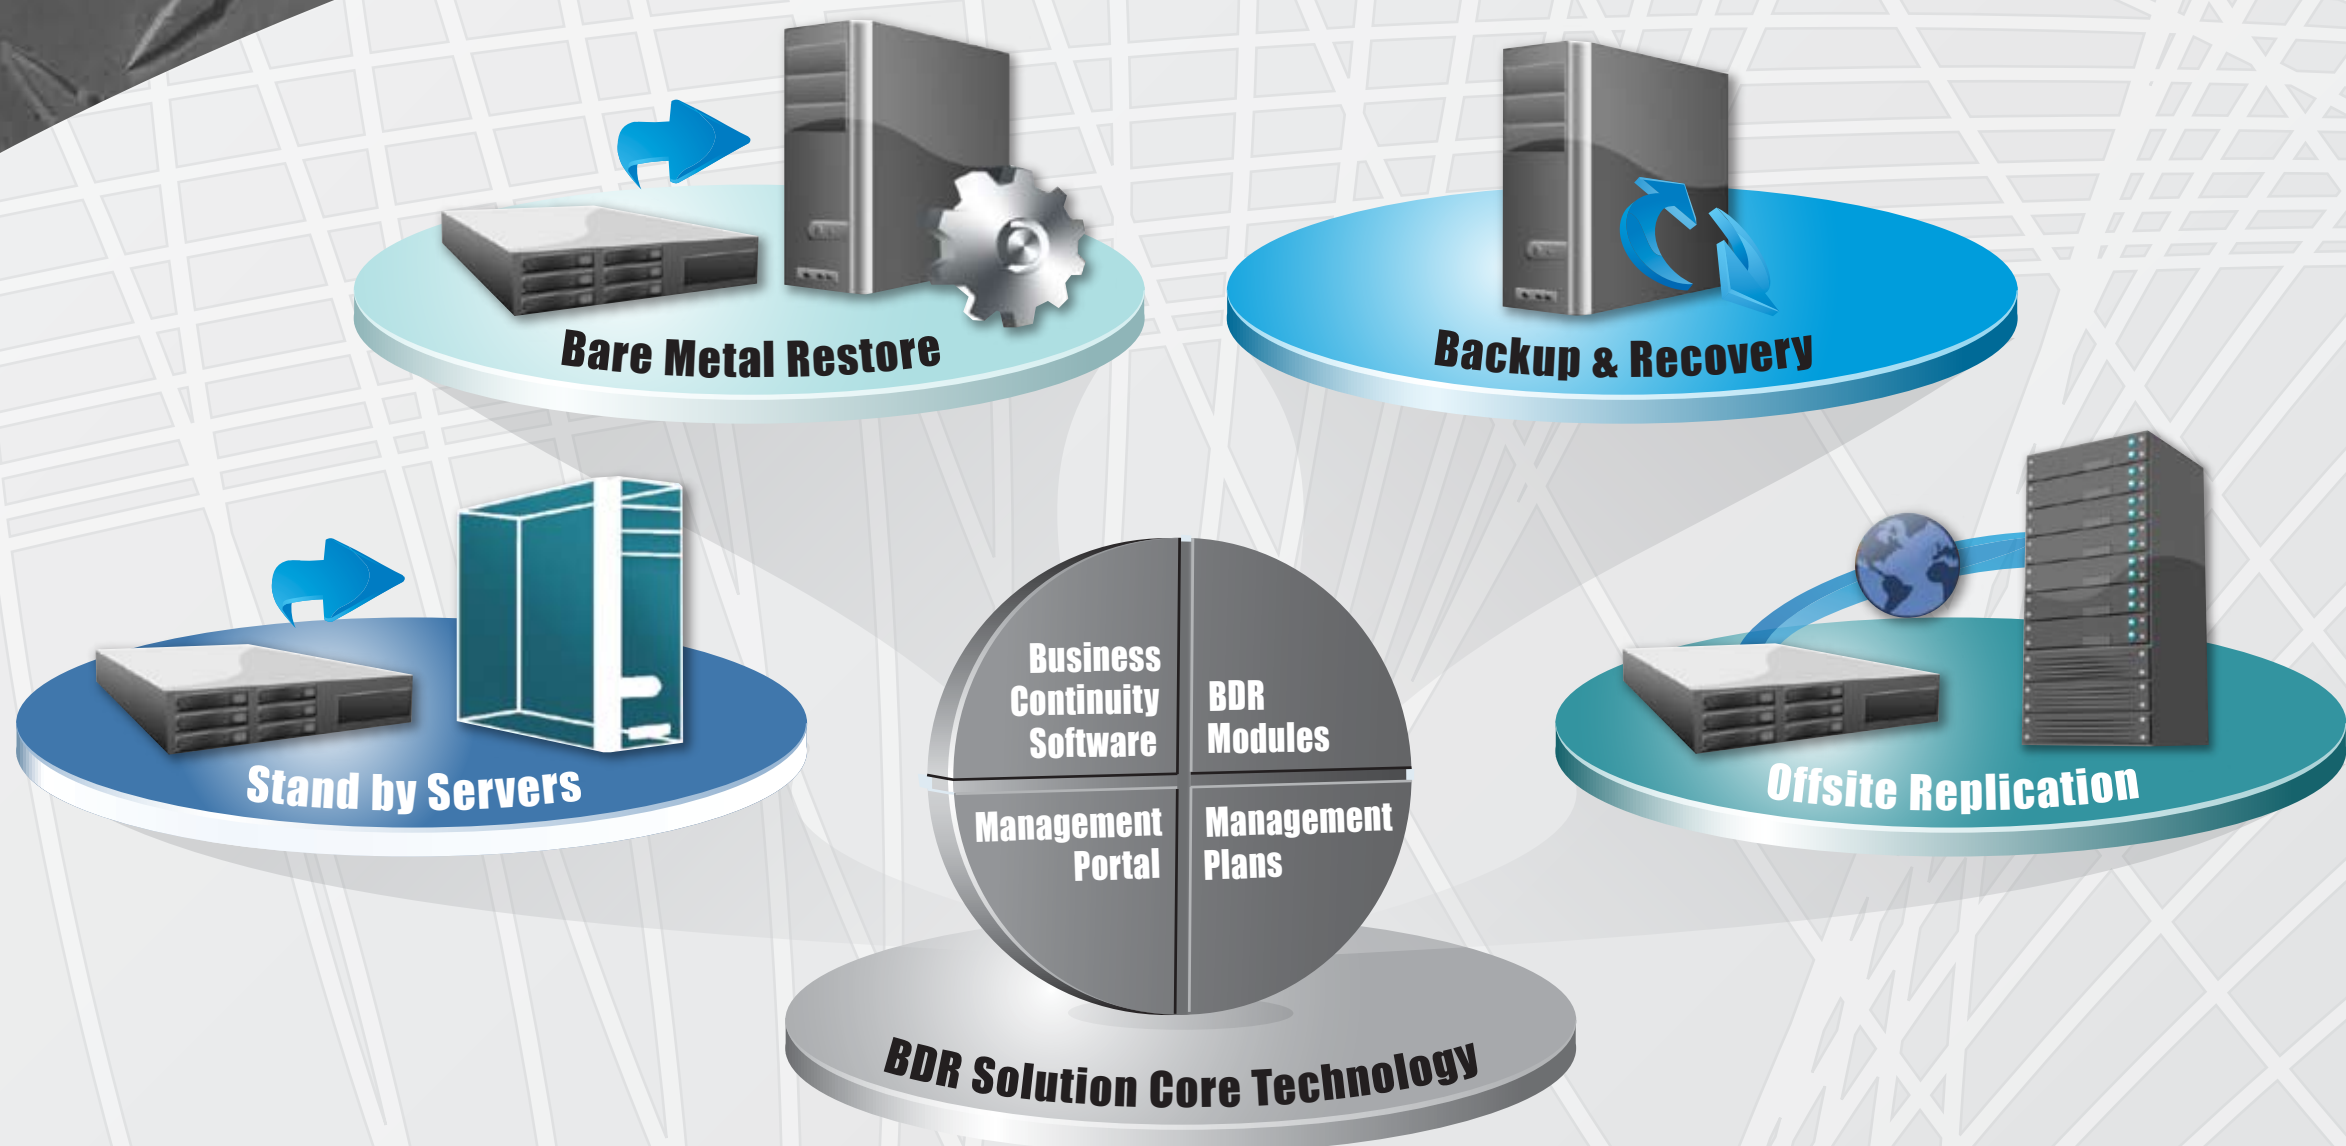 Bare Metal Restore
Backup & Recovery
Stand by Servers
Offsite Replication
Business
Continuity
Software
BDR
Modules
Management
Portal
Management
Plans
BDR Solution Core Technology